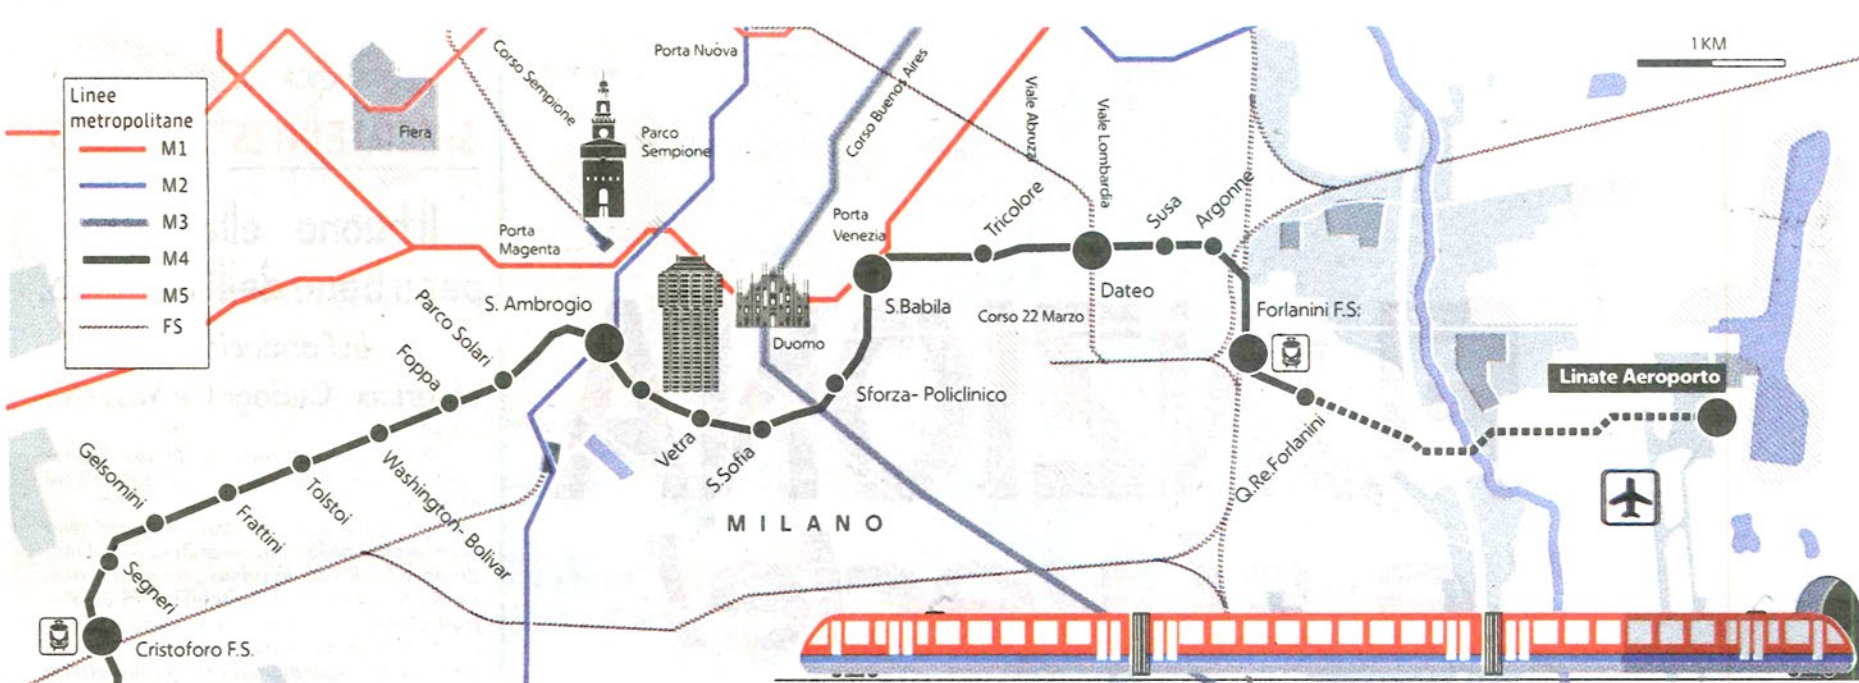 Linee
metropolitane
M1
M2
M3
M4
M5
FS
Fiera
Corso Sempione
Porta Nuova
Parco
Sempione
Corso Buenos Aires
Viale Abruzzi
Viale Lombardia
1 KM
Porta
Magenta
Porta
Venezia
Tricolore
Susa
Argonne
S. Ambrogio
Parco Solari
Foppa
Duomo
S.Babila
Corso 22 Marzo
Dateo
Forlanini F.S:
Linate Aeroporto
Sforza- Policlinico
Vetra
S.Sofia
Q.Re.Forlanini
Washington- Bolivar
Tolstoi
Frattini
Gelsomini
Segneri
Cristoforo F.S.
MILANO